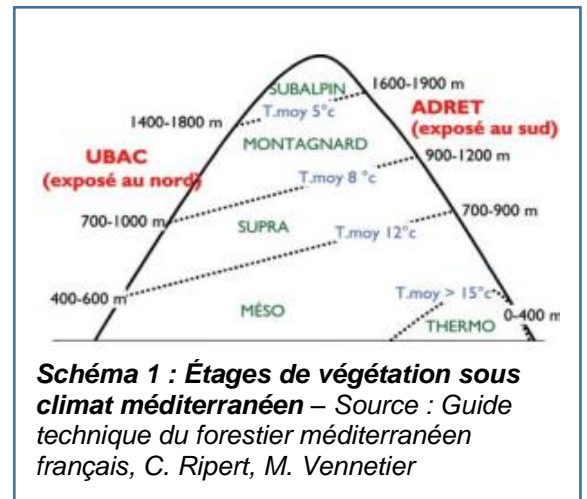 SUBALPIN
1600-1900 m
T.moy 5°c
1400-1800 m
ADRET
(exposé au sud)
MONTAGNARD
UBAC
(exposé au nord)
900-1200 m
T.moy 8 °c
700-1000 m
700-900 m
SUPRA
T.moy 12°c
400-600 m
T.moy > 15°c
MÉSO
0-400 m
THERMO
Schéma 1 : Étages de végétation sous
climat méditerranéen – Source : Guide
technique du forestier méditerranéen
français, C. Ripert, M. Vennetier